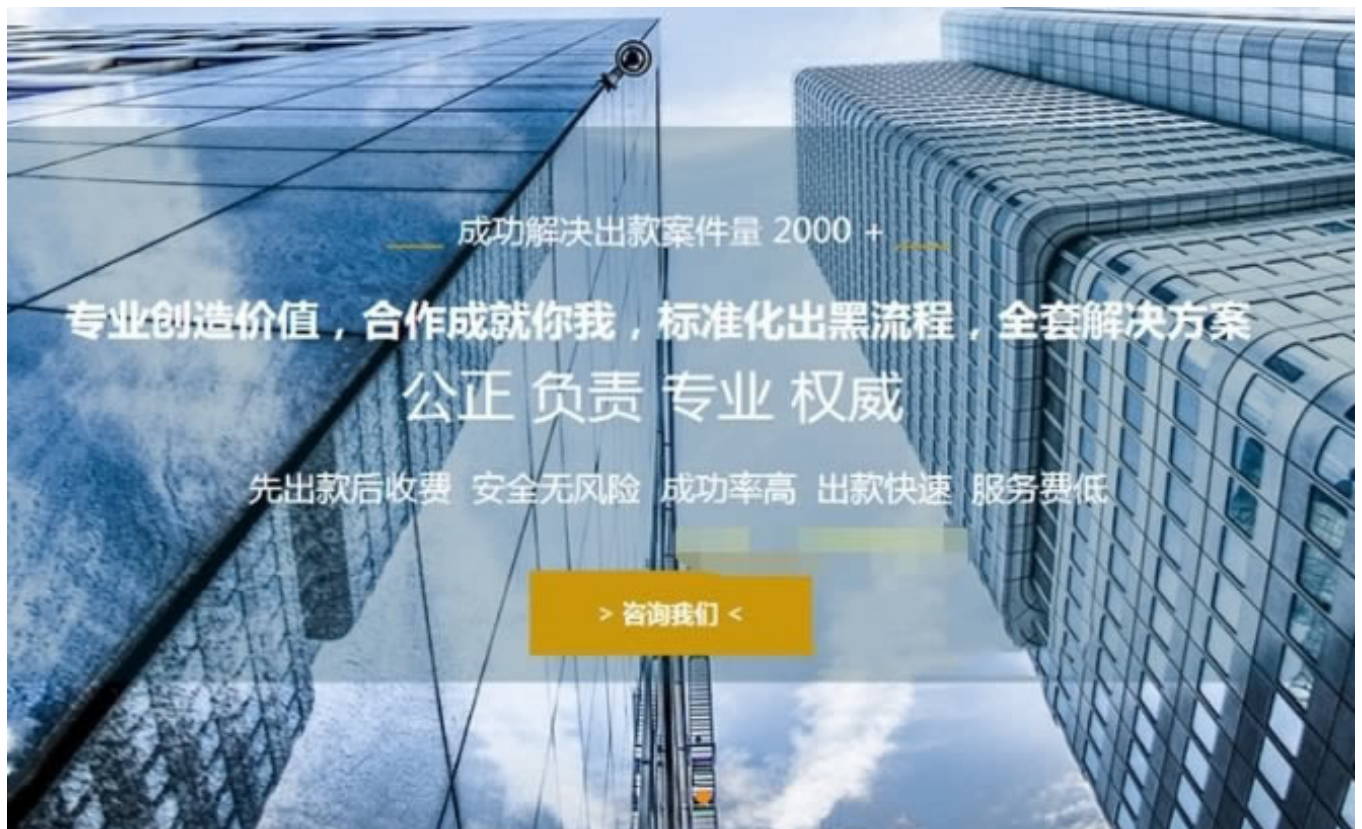 成功解决出款案件量 2000 +
专业创造价值，合作成就你我，标准化出黑流程，全套解决方案
公正 负责 专业 权威
先出款后收费 安全无风险 成功率高 出款快速 服务费低
> 咨询我们 <